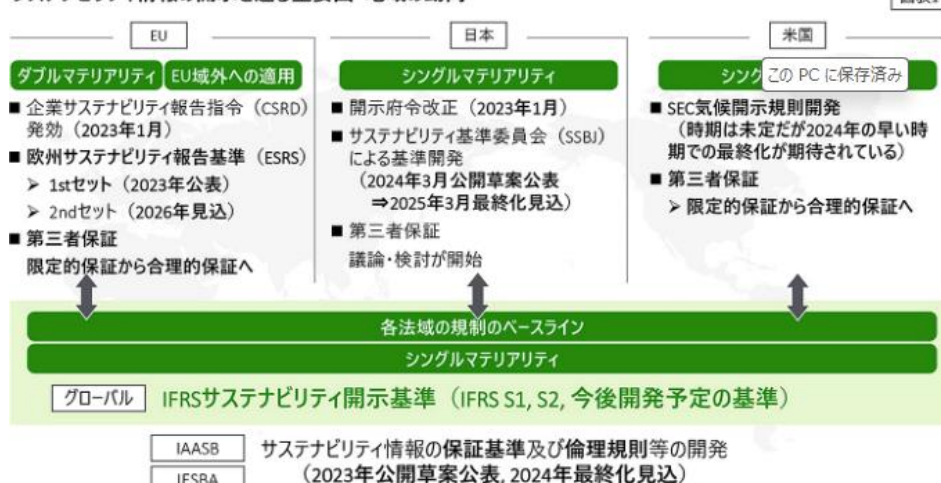 EU
ダブルマテリアリティ
EU域外への適用
■ 企業サステナビリティ報告指令（CSRD）
発効（2023年1月）
■ 欧州サステナビリティ報告基準（ESRS）
➢ 1stセット（2023年公表）
➢ 2ndセット（2026年見込）
■ 第三者保証
限定的保証から合理的保証へ
日本
シングルマテリアリティ
■ 開示府令改正（2023年1月）
■ サステナビリティ基準委員会（SSBJ）
による基準開発
（2024年3月公開草案公表
⇒2025年3月最終化見込）
■ 第三者保証
議論・検討が開始
米国
シング
この PC に保存済み
■ SEC気候開示規則開発
（時期は未定だが2024年の早い時
期での最終化が期待されている）
■ 第三者保証
➢ 限定的保証から合理的保証へ
各法域の規制のベースライン
シングルマテリアリティ
グローバル IFRSサステナビリティ開示基準（IFRS S1, S2, 今後開発予定の基準）
IAASB サステナビリティ情報の保証基準及び倫理規則等の開発
IESBA （2023年公開草案公表, 2024年最終化見込）